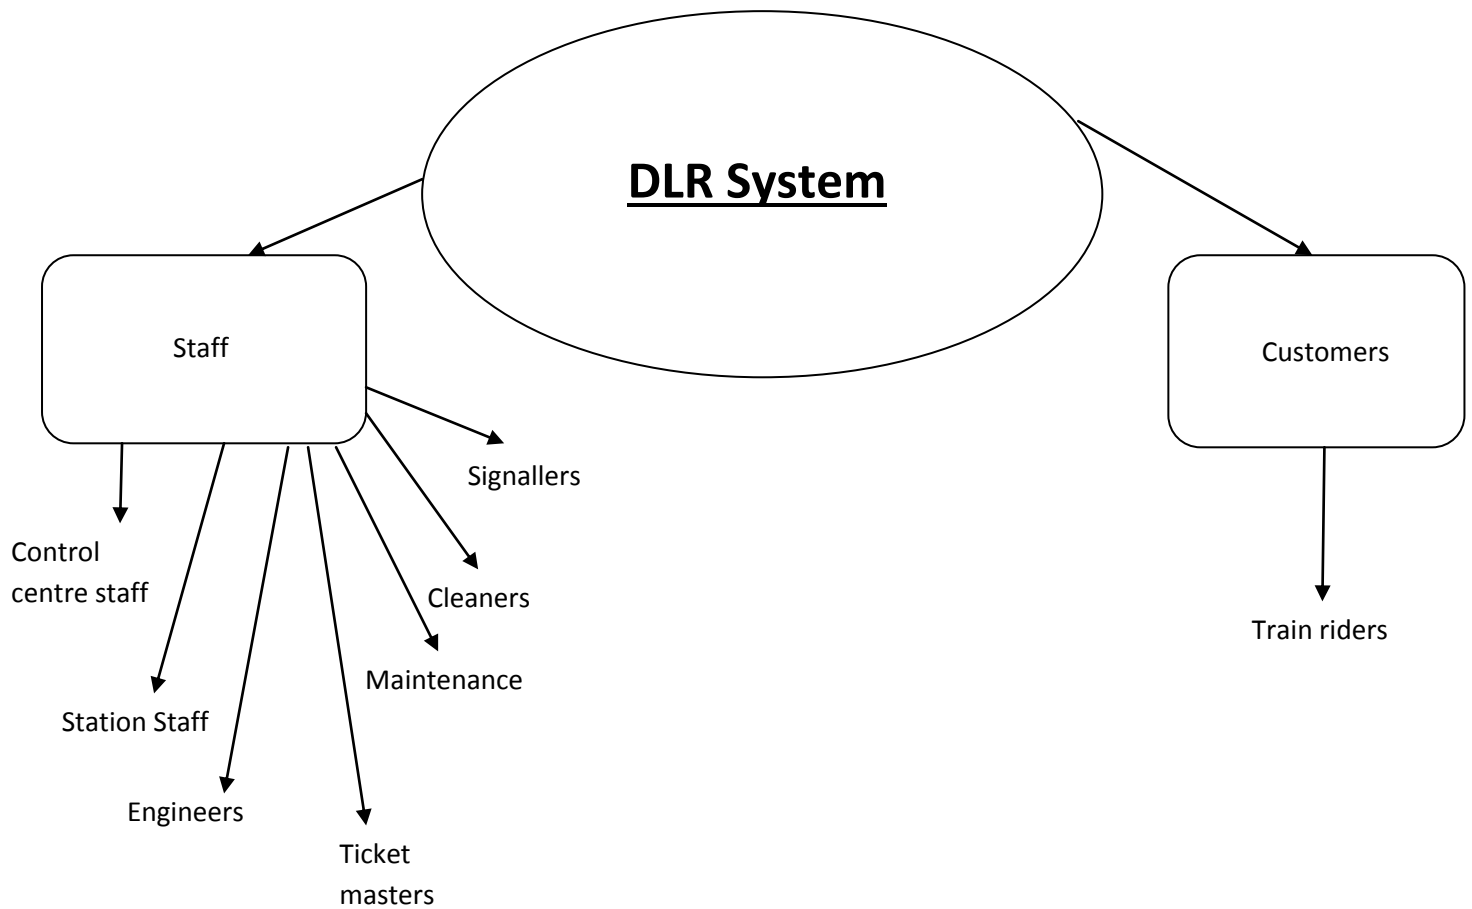 DLR System
Staff
Customers
Signallers
Control
centre staff
Cleaners
Train riders
Maintenance
Station Staff
Engineers
Ticket
masters